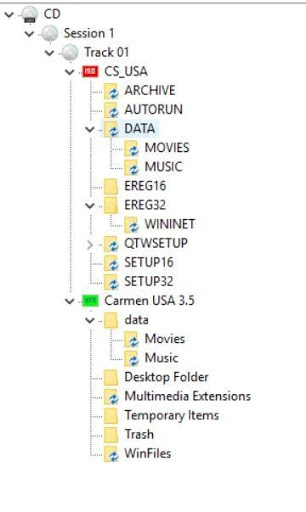 CD
Session 1
Track 01
ISO CS_USA
ARCHIVE
AUTORUN
DATA
MOVIES
MUSIC
EREG16
EREG32
WININET
QTWSETUP
SETUP16
SETUP32
Carmen USA 3.5
data
Movies
Music
Desktop Folder
Multimedia Extensions
Temporary Items
Trash
WinFiles